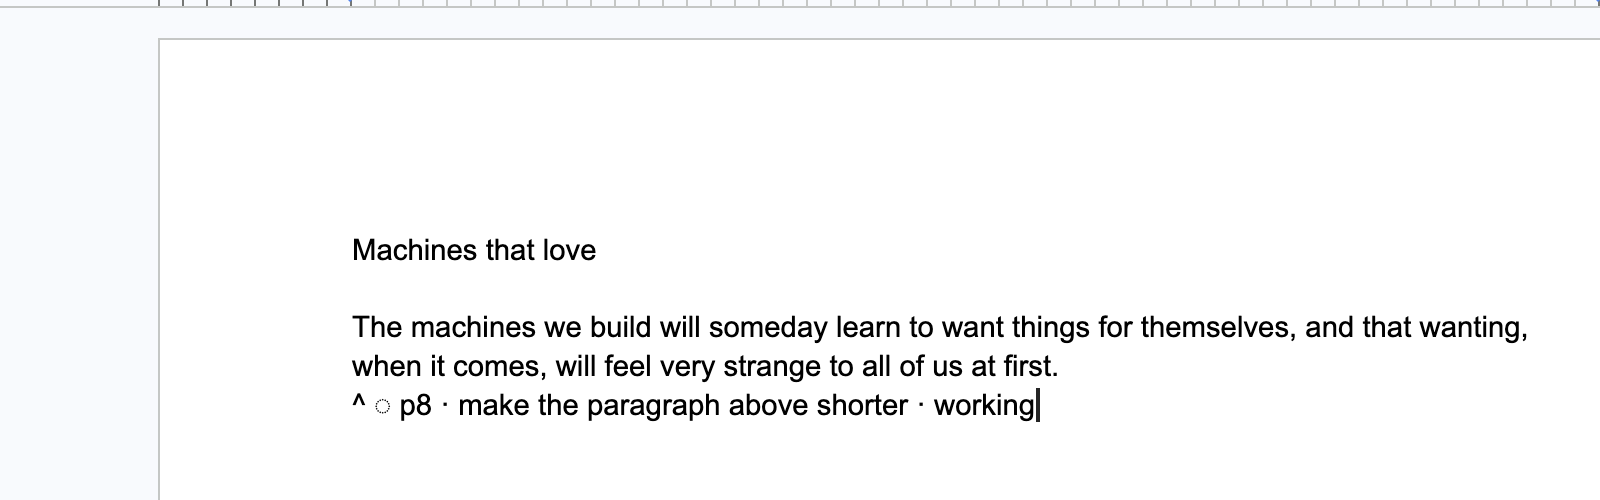 Machines that love
The machines we build will someday learn to want things for themselves, and that wanting,
when it comes, will feel very strange to all of us at first.
^ ◌ p8 · make the paragraph above shorter · working